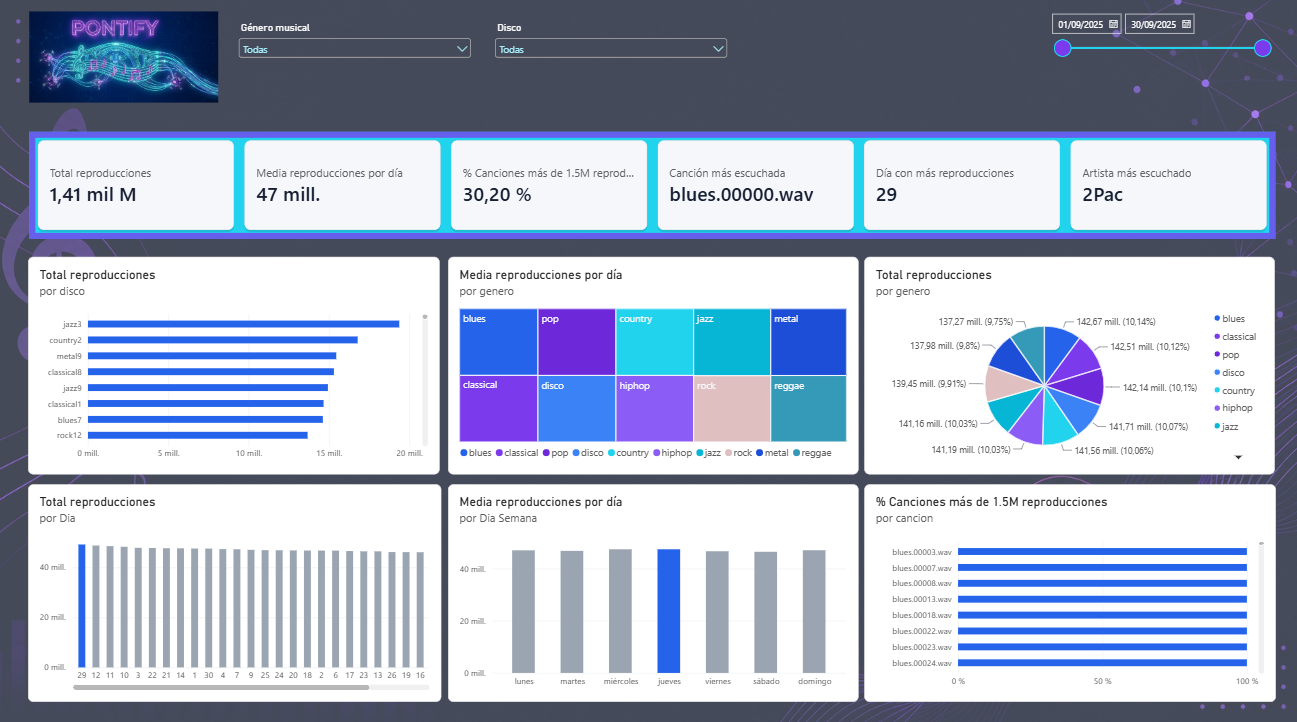 PONTIFY
Género musical
Todas
Disco
Todas
01/09/2025
30/09/2025
Total reproducciones
1,41 mil M
Media reproducciones por día
47 mill.
% Canciones más de 1.5M reprod...
30,20 %
Canción más escuchada
blues.00000.wav
Día con más reproducciones
29
Artista más escuchado
2Pac
Total reproducciones
por disco
jazz3
country2
metal9
classical8
jazz9
classical1
blues7
rock12
0 mill. 5 mill. 10 mill. 15 mill. 20 mill.
Media reproducciones por día
por genero
blues pop country jazz metal
classical disco hiphop rock reggae
blues classical pop disco country hiphop jazz rock metal reggae
Total reproducciones
por genero
137,27 mill. (9,75%)
142,67 mill. (10,14%)
137,98 mill. (9,8%)
142,51 mill. (10,12%)
139,45 mill. (9,91%)
142,14 mill. (10,1%)
141,16 mill. (10,03%)
141,71 mill. (10,07%)
141,19 mill. (10,03%)
141,56 mill. (10,06%)
blues
classical
pop
disco
country
hiphop
jazz
Total reproducciones
por Dia
40 mill.
20 mill.
0 mill.
29 12 11 10 3 22 21 14 1 30 4 7 9 25 24 20 18 2 6 17 23 13 26 19 16
Media reproducciones por día
por Dia Semana
40 mill.
20 mill.
0 mill.
lunes martes miércoles jueves viernes sábado domingo
% Canciones más de 1.5M reproducciones
por cancion
blues.00003.wav
blues.00007.wav
blues.00008.wav
blues.00013.wav
blues.00018.wav
blues.00022.wav
blues.00023.wav
blues.00024.wav
0 % 50 % 100 %